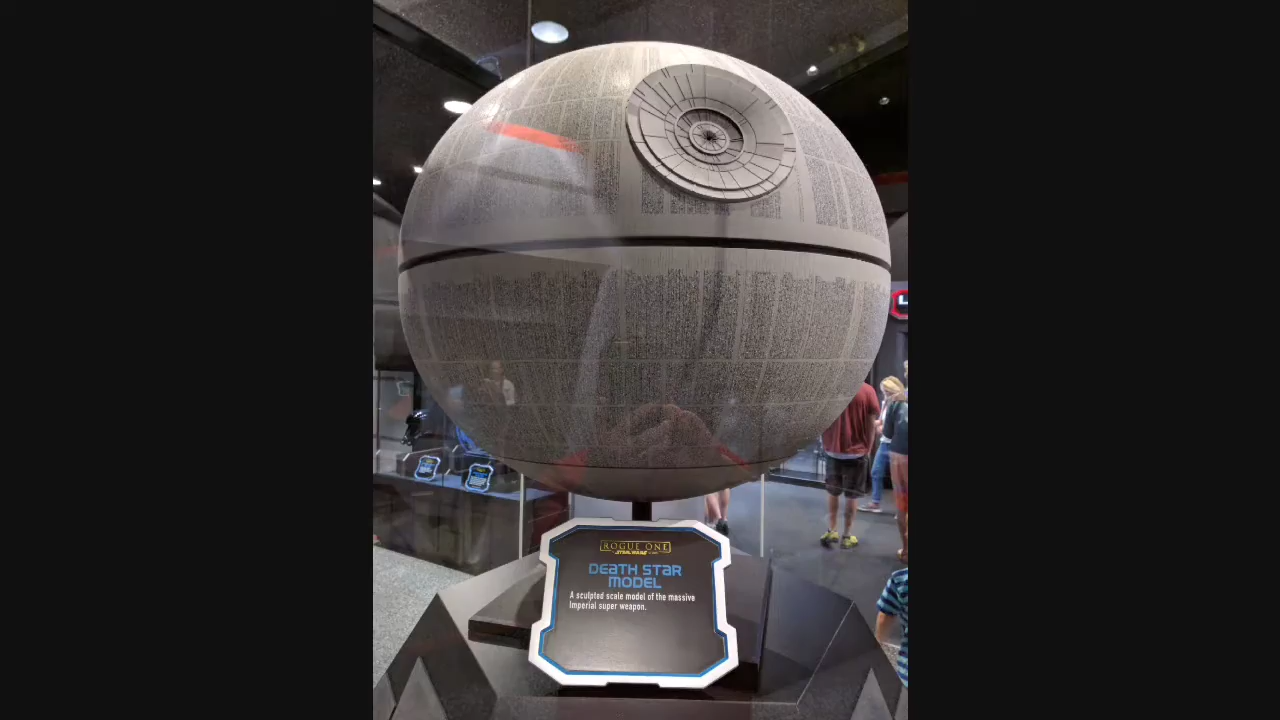 ROGUE ONE
STAR WARS
DEATH STAR
MODEL
A sculpted scale model of the massive
Imperial super weapon.